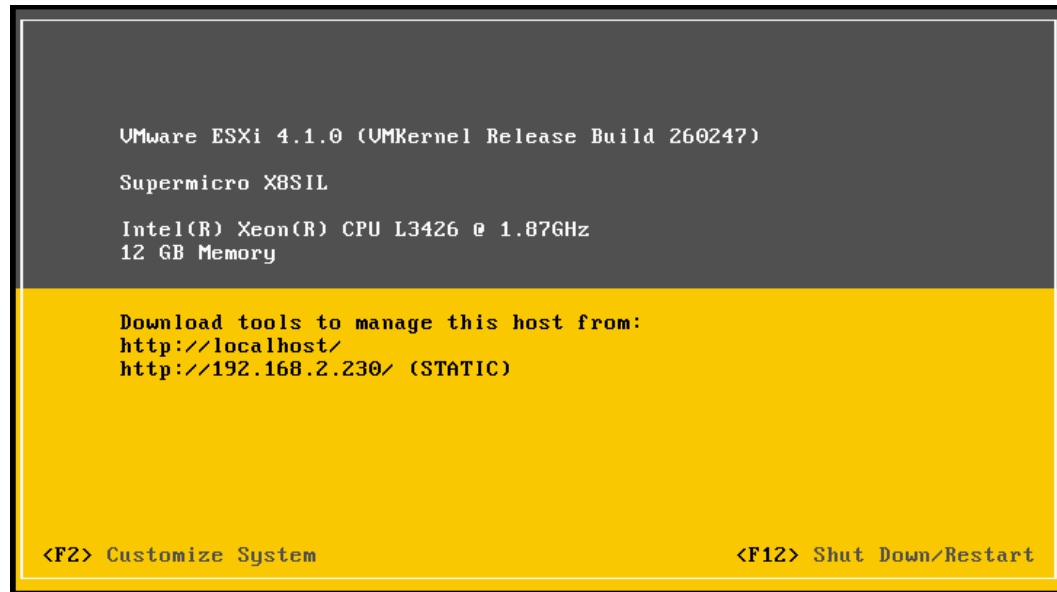 VMware ESXi 4.1.0 (VMKernel Release Build 260247)
Supermicro X8SIL
Intel(R) Xeon(R) CPU L3426 @ 1.87GHz
12 GB Memory
Download tools to manage this host from:
http://localhost/
http://192.168.2.230/ (STATIC)
<F2> Customize System
<F12> Shut Down/Restart